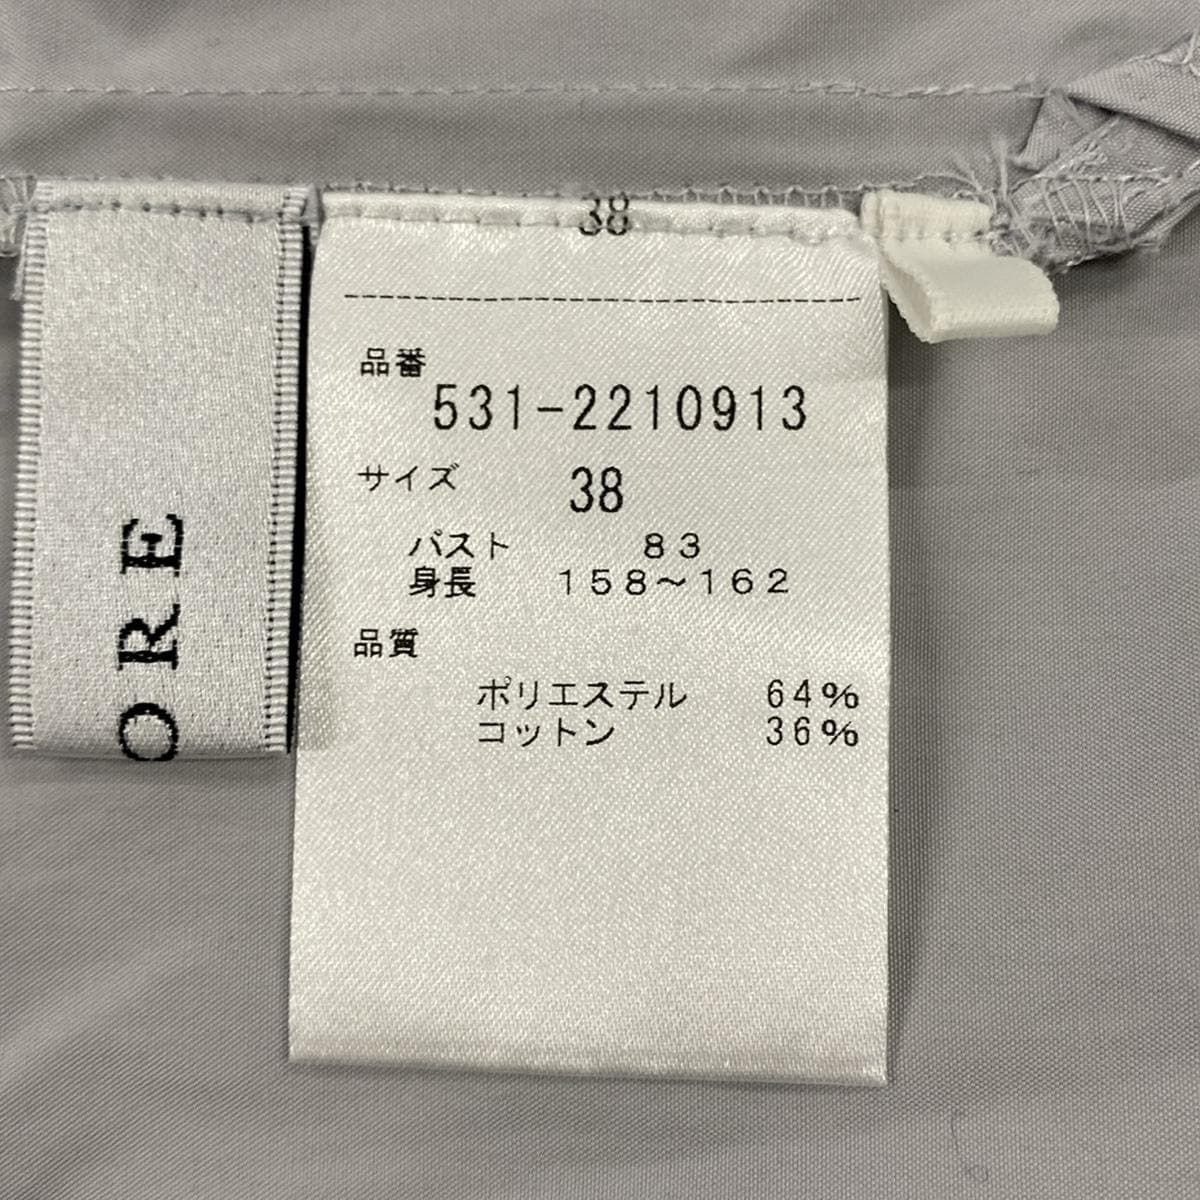 38
品番
531-2210913
サイズ 38
バスト 83
身長 158～162
品質
ポリエステル 64%
コットン 36%
ORE